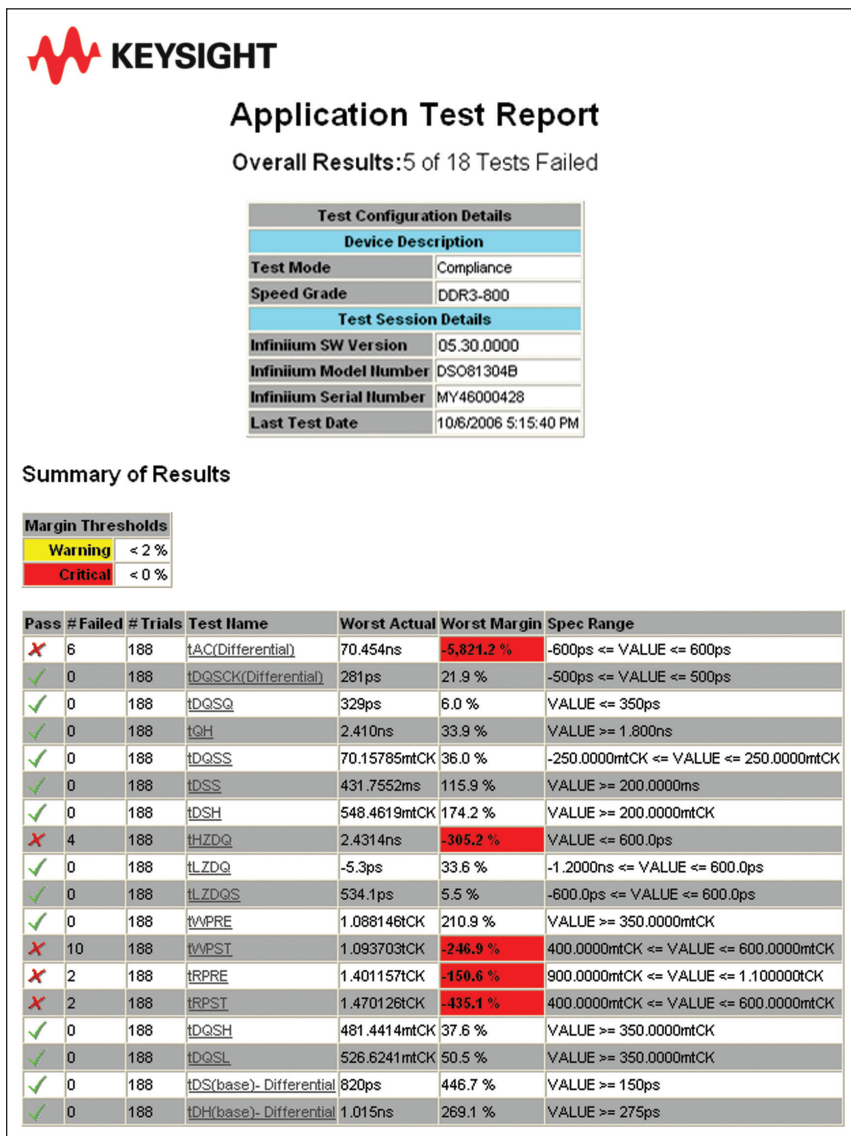 KEYSIGHT
Application Test Report
Overall Results:5 of 18 Tests Failed
Test Configuration Details
Device Description
Test Mode Compliance
Speed Grade DDR3-800
Test Session Details
Infiniium SW Version 05.30.0000
Infiniium Model Number DSO81304B
Infiniium Serial Number MY46000428
Last Test Date 10/6/2006 5:15:40 PM
Summary of Results
Margin Thresholds
Warning < 2 %
Critical < 0 %
Pass # Failed # Trials Test Name Worst Actual Worst Margin Spec Range
6 188 tAC(Differential) 70.454ns -5,821.2 % -600ps <= VALUE <= 600ps
0 188 tDQSCK(Differential) 281ps 21.9 % -500ps <= VALUE <= 500ps
0 188 tDQSQ 329ps 6.0 % VALUE <= 350ps
0 188 tQH 2.410ns 33.9 % VALUE >= 1.800ns
0 188 tDQSS 70.15785mtCK 36.0 % -250.0000mtCK <= VALUE <= 250.0000mtCK
0 188 tDSS 431.7552ms 115.9 % VALUE >= 200.0000ms
0 188 tDSH 548.4619mtCK 174.2 % VALUE >= 200.0000mtCK
4 188 tHZDQ 2.4314ns -305.2 % VALUE <= 600.0ps
0 188 tLZDQ -5.3ps 33.6 % -1.2000ns <= VALUE <= 600.0ps
0 188 tLZDQS 534.1ps 5.5 % -600.0ps <= VALUE <= 600.0ps
0 188 tWPRE 1.088146tCK 210.9 % VALUE >= 350.0000mtCK
10 188 tWPST 1.093703tCK -246.9 % 400.0000mtCK <= VALUE <= 600.0000mtCK
2 188 tRPRE 1.401157tCK -150.6 % 900.0000mtCK <= VALUE <= 1.100000tCK
2 188 tRPST 1.470126tCK -435.1 % 400.0000mtCK <= VALUE <= 600.0000mtCK
0 188 tDQSH 481.4414mtCK 37.6 % VALUE >= 350.0000mtCK
0 188 tDQSL 526.6241mtCK 50.5 % VALUE >= 350.0000mtCK
0 188 tDS(base)- Differential 820ps 446.7 % VALUE >= 150ps
0 188 tDH(base)- Differential 1.015ns 269.1 % VALUE >= 275ps